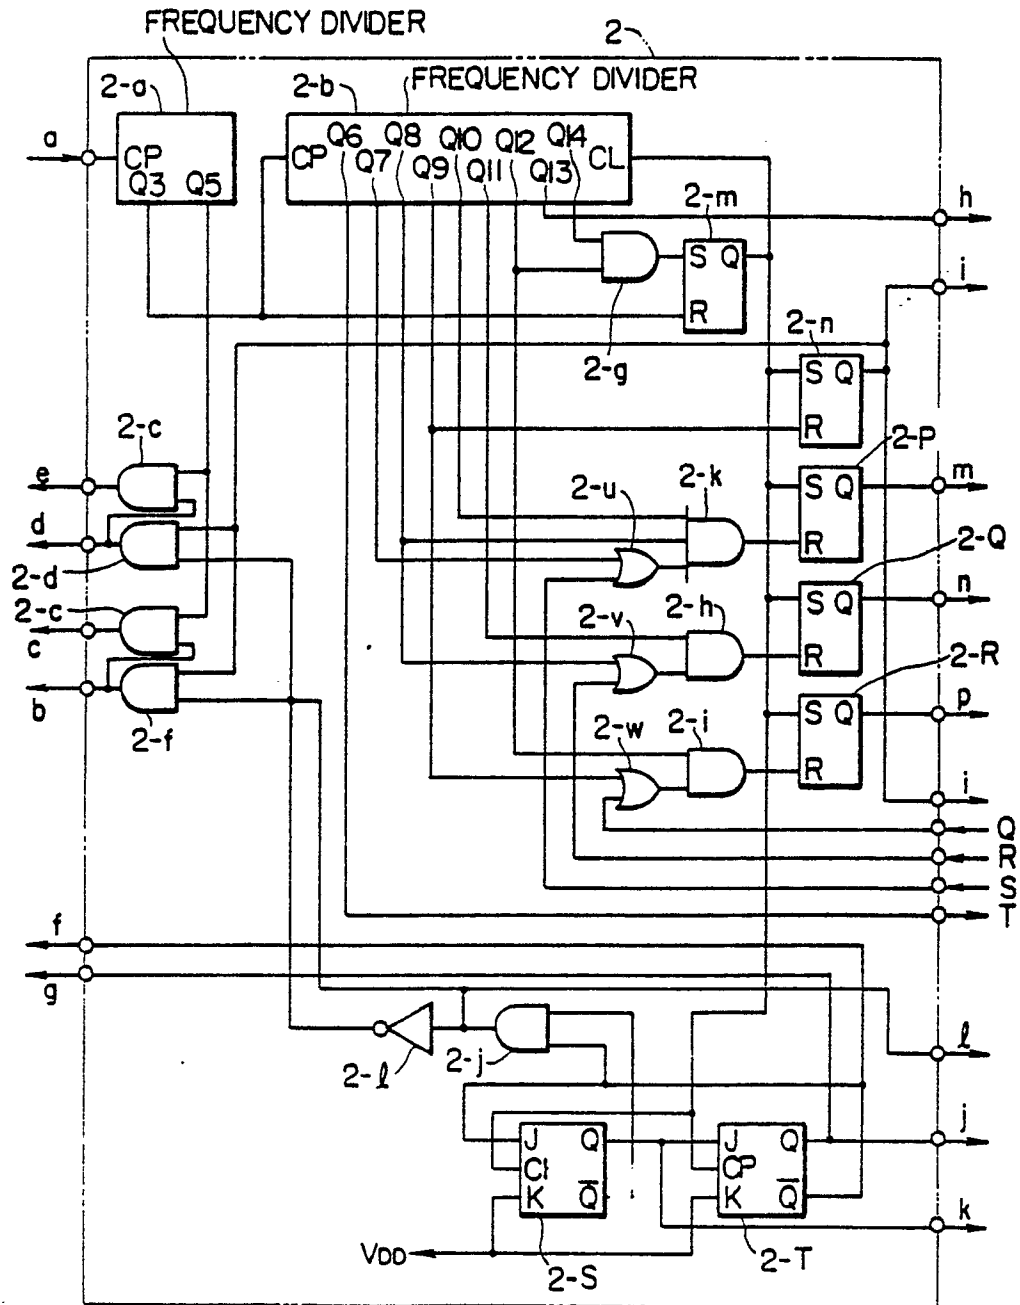 FREQUENCY DIVIDER
2
2-a
2-b
FREQUENCY DIVIDER
a
CP
Q3 Q5
CP Q6 Q7 Q8 Q9 Q10 Q11 Q12 Q13 Q14 CL
h
2-m
S Q
R
i
2-g
2-n
S Q
R
2-c
e
d
2-d
2-c
c
b
2-f
2-u
2-k
2-P
S Q
R
m
2-Q
2-v
2-h
S Q
R
n
2-R
2-w
2-i
S Q
R
p
i
Q
R
S
T
f
g
2-l
2-j
l
J Q
K Q̅
2-S
J Q
CP
K Q̅
2-T
j
k
VDD